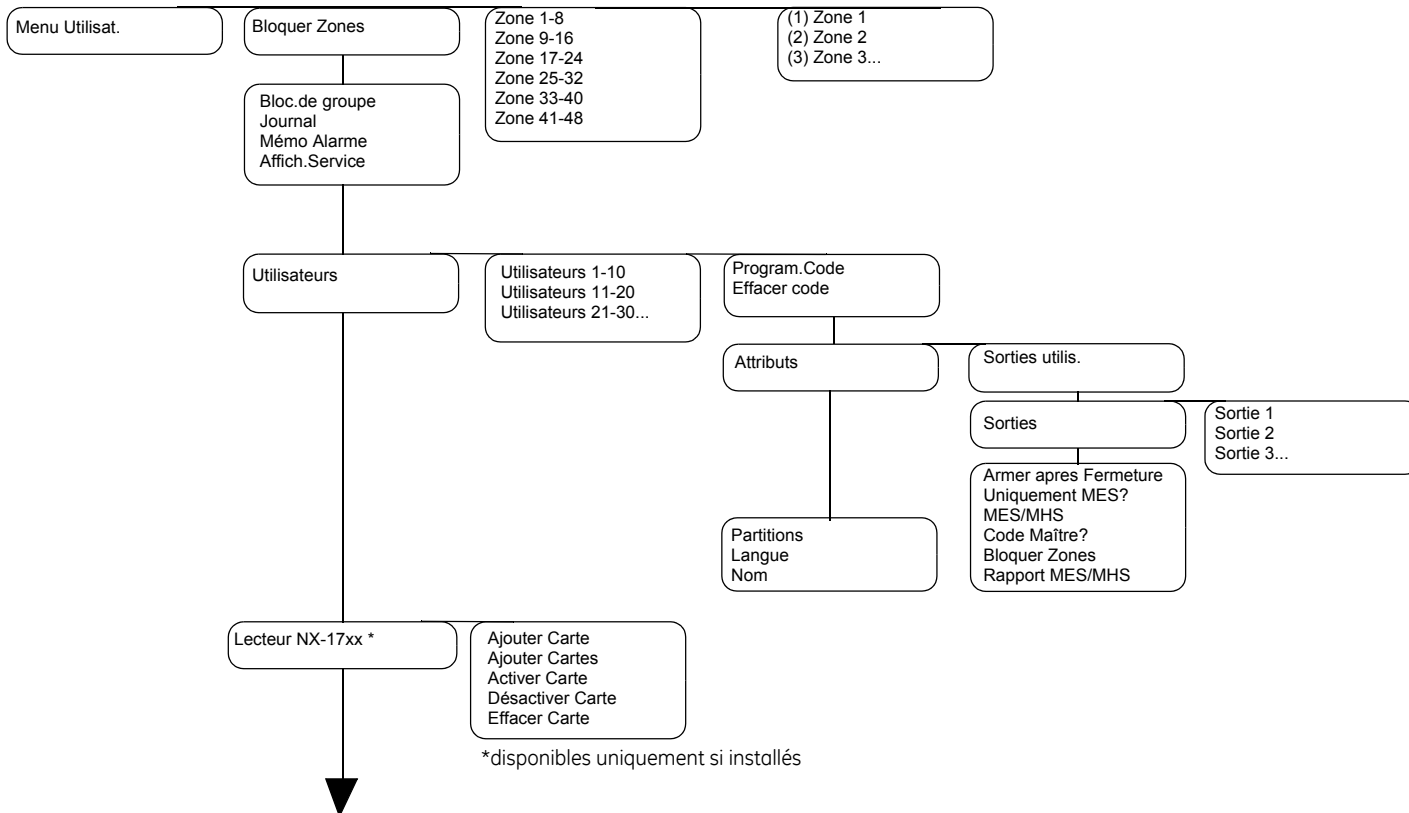 Menu Utilisat.
Bloquer Zones
Zone 1-8
Zone 9-16
Zone 17-24
Zone 25-32
Zone 33-40
Zone 41-48
(1) Zone 1
(2) Zone 2
(3) Zone 3...
Bloc.de groupe
Journal
Mémo Alarme
Affich.Service
Utilisateurs
Utilisateurs 1-10
Utilisateurs 11-20
Utilisateurs 21-30...
Program.Code
Effacer code
Attributs
Sorties utilis.
Sorties
Sortie 1
Sortie 2
Sortie 3...
Armer apres Fermeture
Uniquement MES?
MES/MHS
Code Maître?
Bloquer Zones
Rapport MES/MHS
Partitions
Langue
Nom
Lecteur NX-17xx *
Ajouter Carte
Ajouter Cartes
Activer Carte
Désactiver Carte
Effacer Carte
*disponibles uniquement si installés